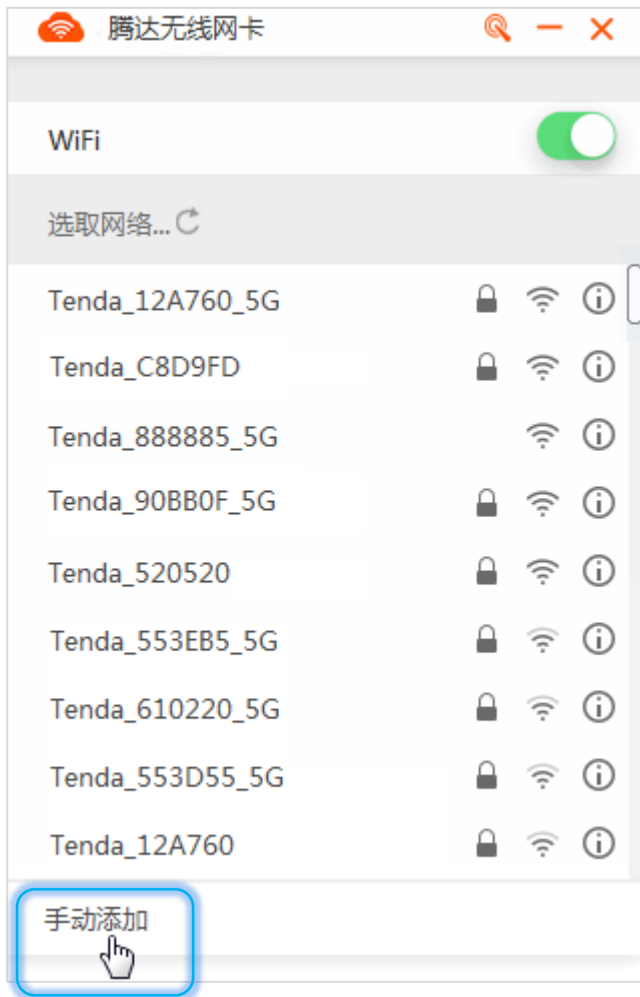 腾达无线网卡
WiFi
选取网络...
Tenda_12A760_5G
Tenda_C8D9FD
Tenda_888885_5G
Tenda_90BB0F_5G
Tenda_520520
Tenda_553EB5_5G
Tenda_610220_5G
Tenda_553D55_5G
Tenda_12A760
手动添加